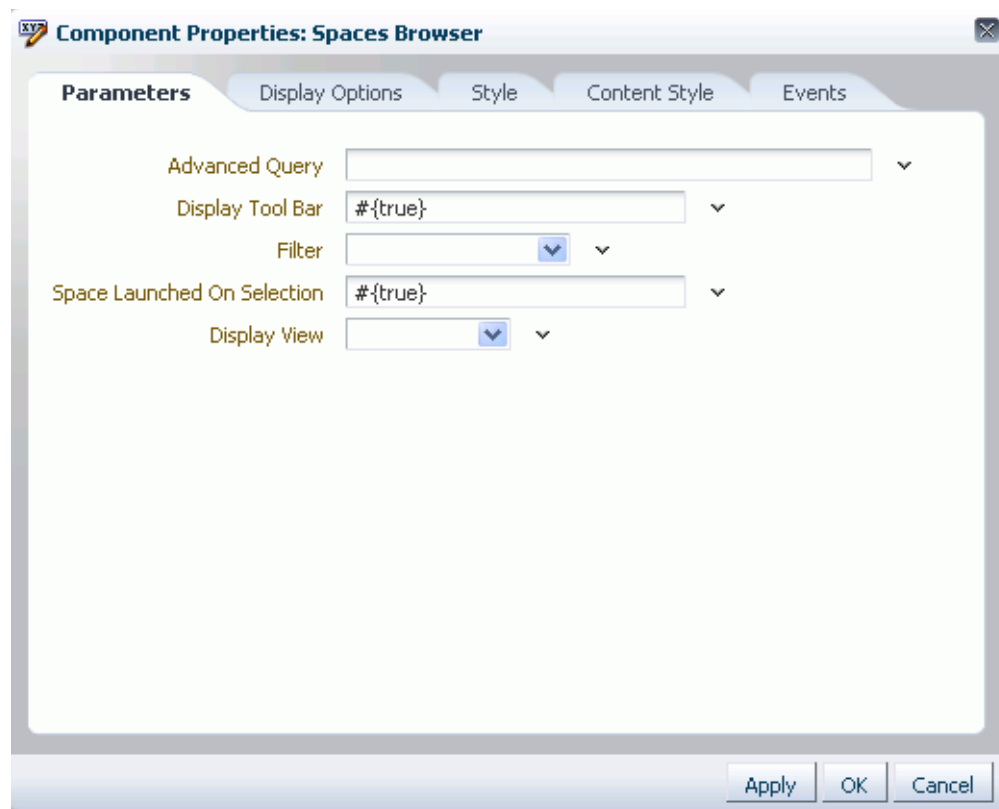 XYZ Component Properties: Spaces Browser
Parameters Display Options Style Content Style Events
Advanced Query
Display Tool Bar #{true}
Filter
Space Launched On Selection #{true}
Display View
Apply OK Cancel